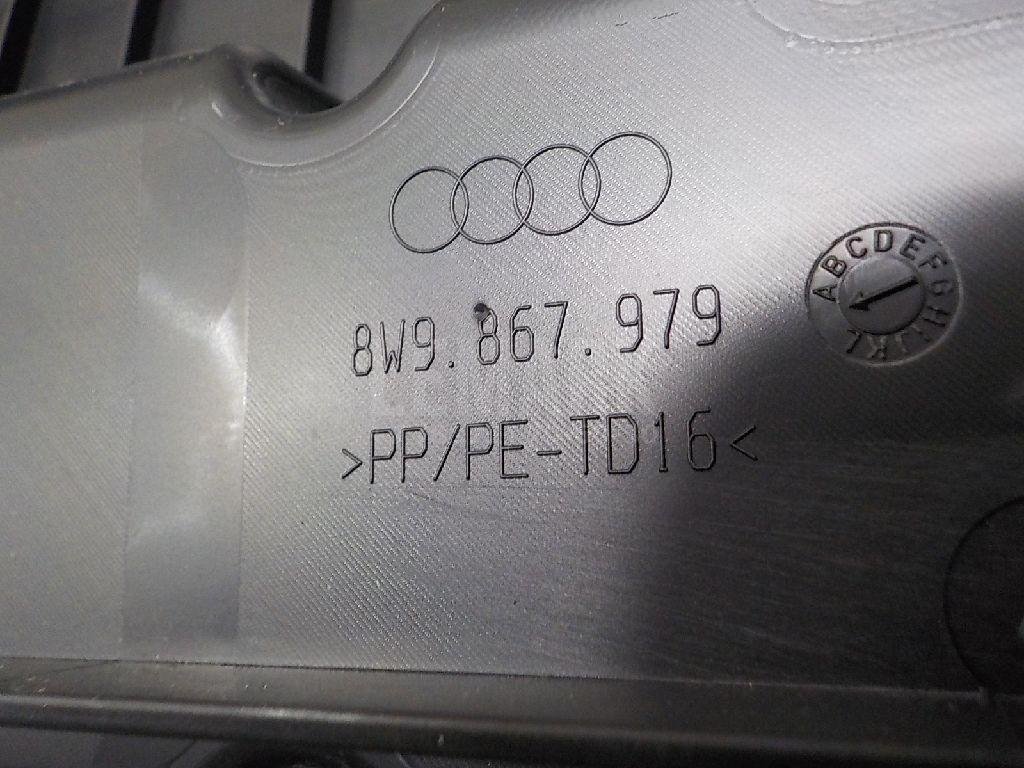 8W9.867.979
>PP/PE-TD16<
ABCDEFGHIJKL